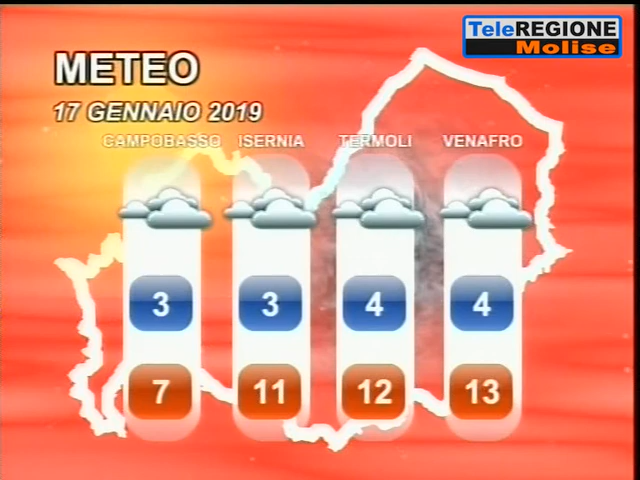 TeleREGIONE
Molise
METEO
17 GENNAIO 2019
CAMPOBASSO ISERNIA TERMOLI VENAFRO
3 3 4 4
7 11 12 13